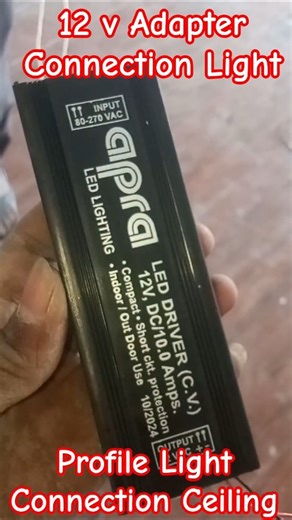 12 v Adapter
Connection Light
INPUT
80-270 VAC
apra
LED LIGHTING
LED DRIVER (C.V.)
12V, DC/10.0 Amps.
• Compact • Short ckt. protection
• Indoor / Out Door Use 10/2024
OUTPUT
VDC + -
Profile Light
Connection Ceiling